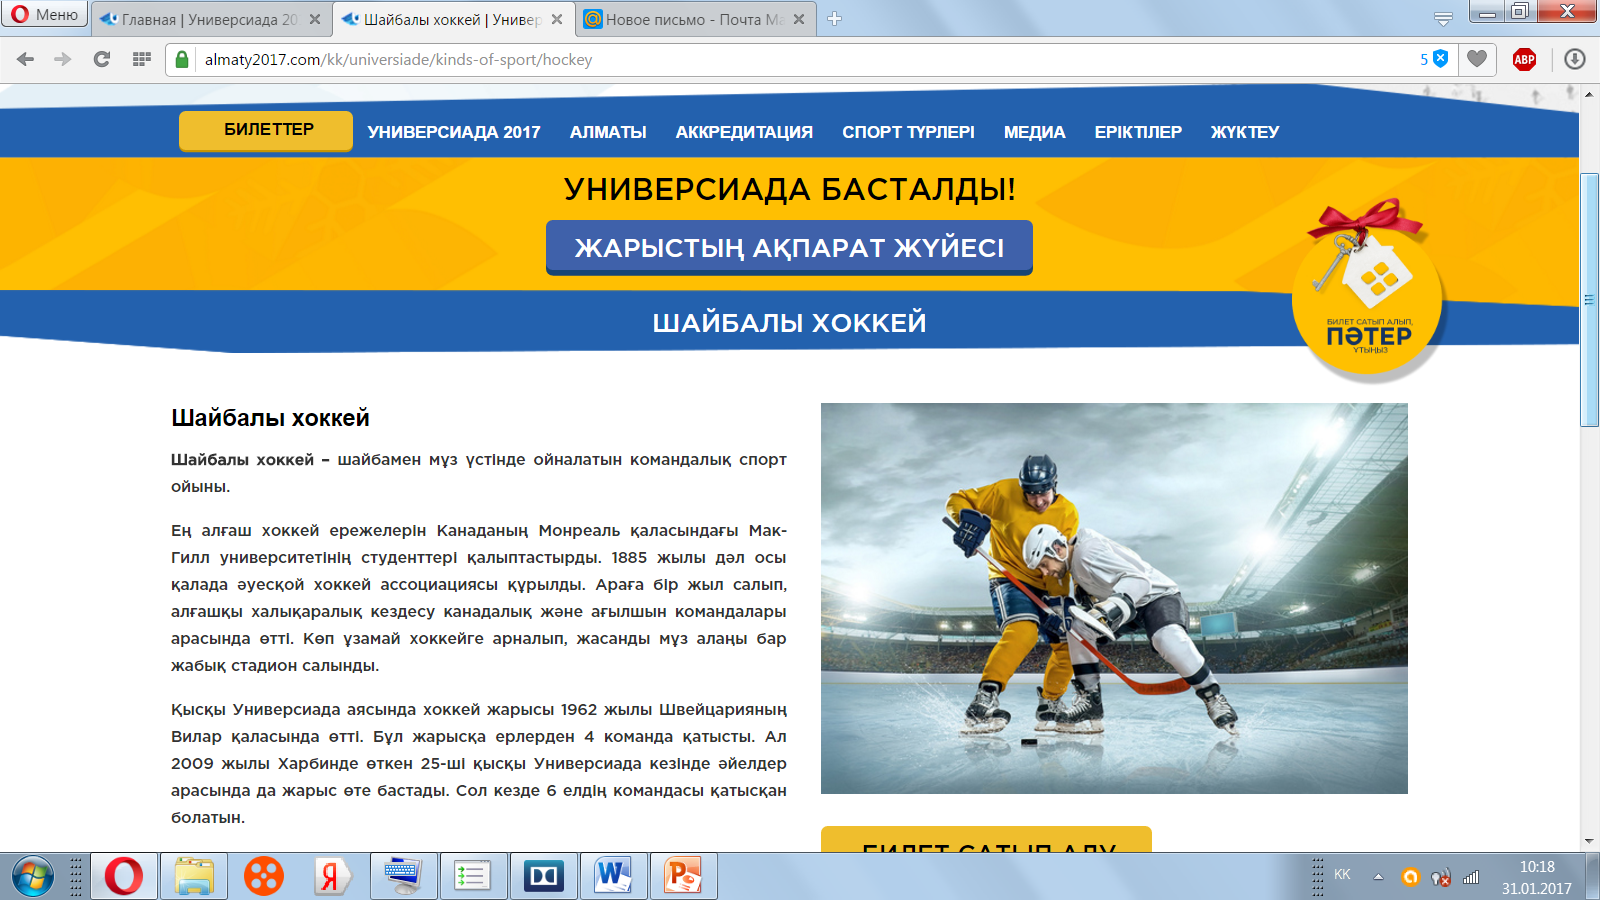 Меню
Главная | Универсиада 20
Шайбалы хоккей | Универ
Новое письмо - Почта Ма
almaty2017.com/kk/universiade/kinds-of-sport/hockey
5
ABP
БИЛЕТТЕР
УНИВЕРСИАДА 2017
АЛМАТЫ
АККРЕДИТАЦИЯ
СПОРТ ТҮРЛЕРІ
МЕДИА
ЕРІКТІЛЕР
ЖҮКТЕУ
УНИВЕРСИАДА БАСТАЛДЫ!
ЖАРЫСТЫҢ АҚПАРАТ ЖҮЙЕСІ
БИЛЕТ САТЫП АЛЫП,
ПӘТЕР
ҰТЫҢЫЗ
ШАЙБАЛЫ ХОККЕЙ
Шайбалы хоккей
Шайбалы хоккей – шайбамен мұз үстінде ойналатын командалық спорт
ойыны.
Ең алғаш хоккей ережелерін Канаданың Монреаль қаласындағы Мак-
Гилл университетінің студенттері қалыптастырды. 1885 жылы дәл осы
қалада әуесқой хоккей ассоциациясы құрылды. Араға бір жыл салып,
алғашқы халықаралық кездесу канадалық және ағылшын командалары
арасында өтті. Көп ұзамай хоккейге арналып, жасанды мұз алаңы бар
жабық стадион салынды.
Қысқы Универсиада аясында хоккей жарысы 1962 жылы Швейцарияның
Вилар қаласында өтті. Бұл жарысқа ерлерден 4 команда қатысты. Ал
2009 жылы Харбинде өткен 25-ші қысқы Универсиада кезінде әйелдер
арасында да жарыс өте бастады. Сол кезде 6 елдің командасы қатысқан
болатын.
БИЛЕТ САТЫП АЛУ
KK
10:18
31.01.2017